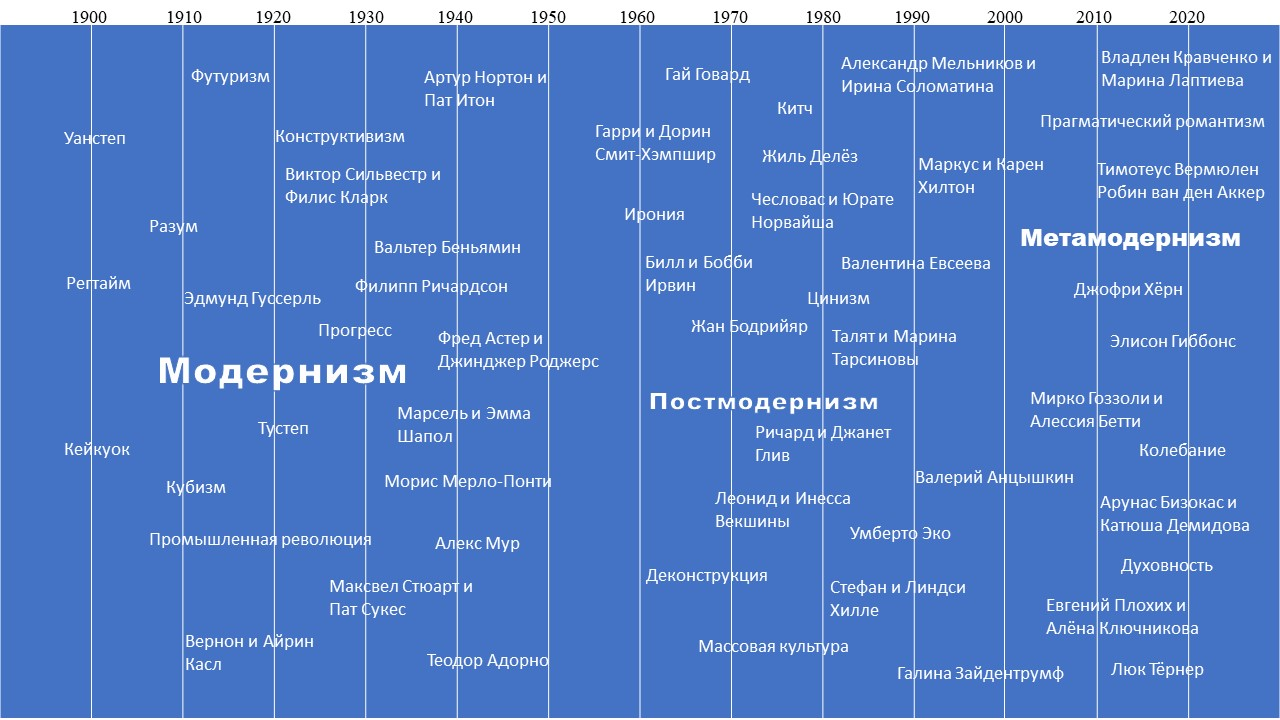 1900 1910 1920 1930 1940 1950 1960 1970 1980 1990 2000 2010 2020
Футуризм
Артур Нортон и
Пат Итон
Гай Говард
Александр Мельников и
Ирина Соломатина
Владлен Кравченко и
Марина Лаптиева
Китч
Прагматический романтизм
Уанстеп
Конструктивизм
Гарри и Дорин
Смит-Хэмпшир
Жиль Делёз
Маркус и Карен
Хилтон
Тимотеус Вермюлен
Робин ван ден Аккер
Виктор Сильвестр и
Филис Кларк
Чесловас и Юрате
Норвайша
Ирония
Разум
Вальтер Беньямин
Метамодернизм
Билл и Бобби
Ирвин
Валентина Евсеева
Регтайм
Эдмунд Гуссерль
Филипп Ричардсон
Цинизм
Джофри Хёрн
Прогресс
Фред Астер и
Джинджер Роджерс
Жан Бодрийяр
Талят и Марина
Тарсиновы
Элисон Гиббонс
Модернизм
Постмодернизм
Мирко Гоззоли и
Алессия Бетти
Марсель и Эмма
Шапол
Тустеп
Ричард и Джанет
Глив
Кейкуок
Колебание
Кубизм
Морис Мерло-Понти
Валерий Анцышкин
Леонид и Инесса
Векшины
Арунас Бизокас и
Катюша Демидова
Промышленная революция
Алекс Мур
Умберто Эко
Духовность
Деконструкция
Максвел Стюарт и
Пат Сукес
Стефан и Линдси
Хилле
Евгений Плохих и
Алёна Ключникова
Вернон и Айрин
Касл
Теодор Адорно
Массовая культура
Галина Зайдентрумф
Люк Тёрнер